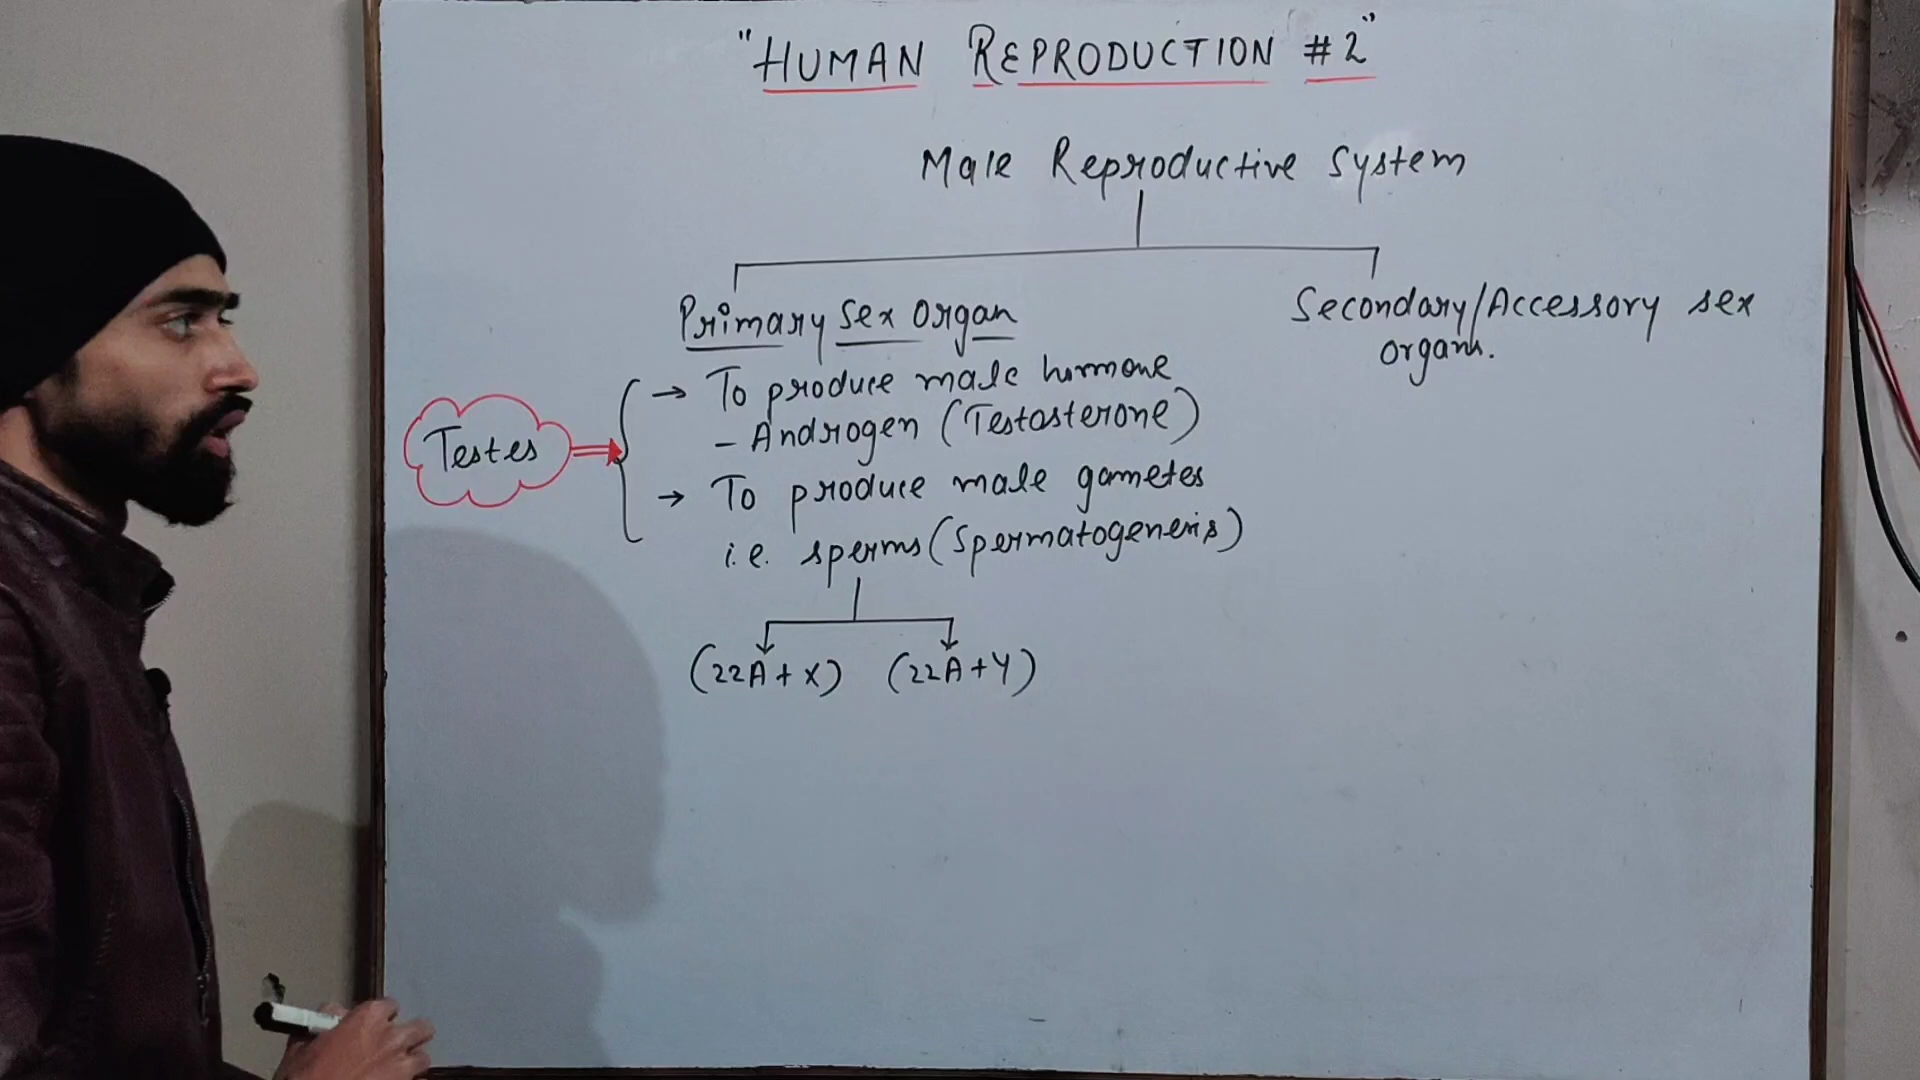 "HUMAN REPRODUCTION #2"
Male Reproductive System
Primary Sex Organ
Secondary/Accessory sex
organs.
→ To produce male hormone
- Androgen (Testosterone)
Testes
→ To produce male gametes
i.e. sperms (Spermatogenesis)
(22A+X) (22A+Y)